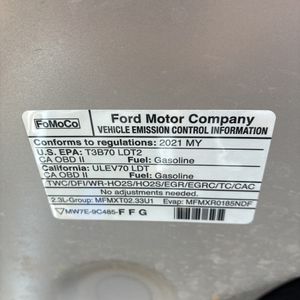 FoMoCo
Ford Motor Company
VEHICLE EMISSION CONTROL INFORMATION
Conforms to regulations: 2021 MY
U.S. EPA: T3B70 LDT2
CA OBD II Fuel: Gasoline
California: ULEV70 LDT
CA OBD II Fuel: Gasoline
TWC/DFI/WR-HO2S/HO2S/EGR/EGRC/TC/CAC
No adjustments needed.
2.3L-Group: MFMXT02.33U1 Evap: MFMXR0185NDF
MW7E-9C485-FFG